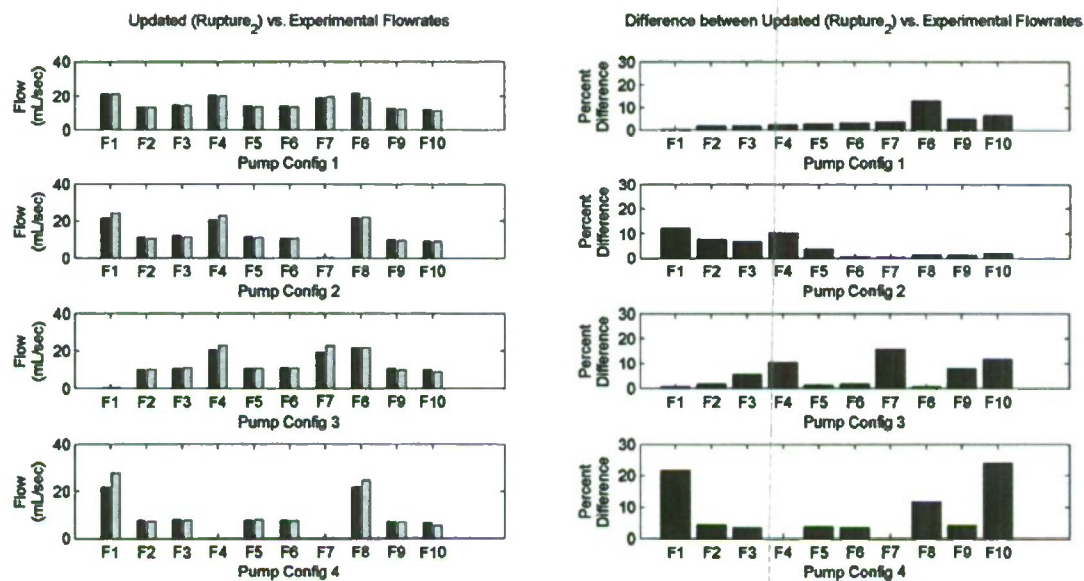 Updated (Rupture2) vs. Experimental Flowrates
Flow
(mL/sec)
40
20
0
F1 F2 F3 F4 F5 F6 F7 F8 F9 F10
Pump Config 1
Flow
(mL/sec)
40
20
0
F1 F2 F3 F4 F5 F6 F7 F8 F9 F10
Pump Config 2
Flow
(mL/sec)
40
20
0
F1 F2 F3 F4 F5 F6 F7 F8 F9 F10
Pump Config 3
Flow
(mL/sec)
40
20
0
F1 F2 F3 F4 F5 F6 F7 F8 F9 F10
Pump Config 4
Difference between Updated (Rupture2) vs. Experimental Flowrates
Percent
Difference
30
20
10
0
F1 F2 F3 F4 F5 F6 F7 F8 F9 F10
Pump Config 1
Percent
Difference
30
20
10
0
F1 F2 F3 F4 F5 F6 F7 F8 F9 F10
Pump Config 2
Percent
Difference
30
20
10
0
F1 F2 F3 F4 F5 F6 F7 F8 F9 F10
Pump Config 3
Percent
Difference
30
20
10
0
F1 F2 F3 F4 F5 F6 F7 F8 F9 F10
Pump Config 4